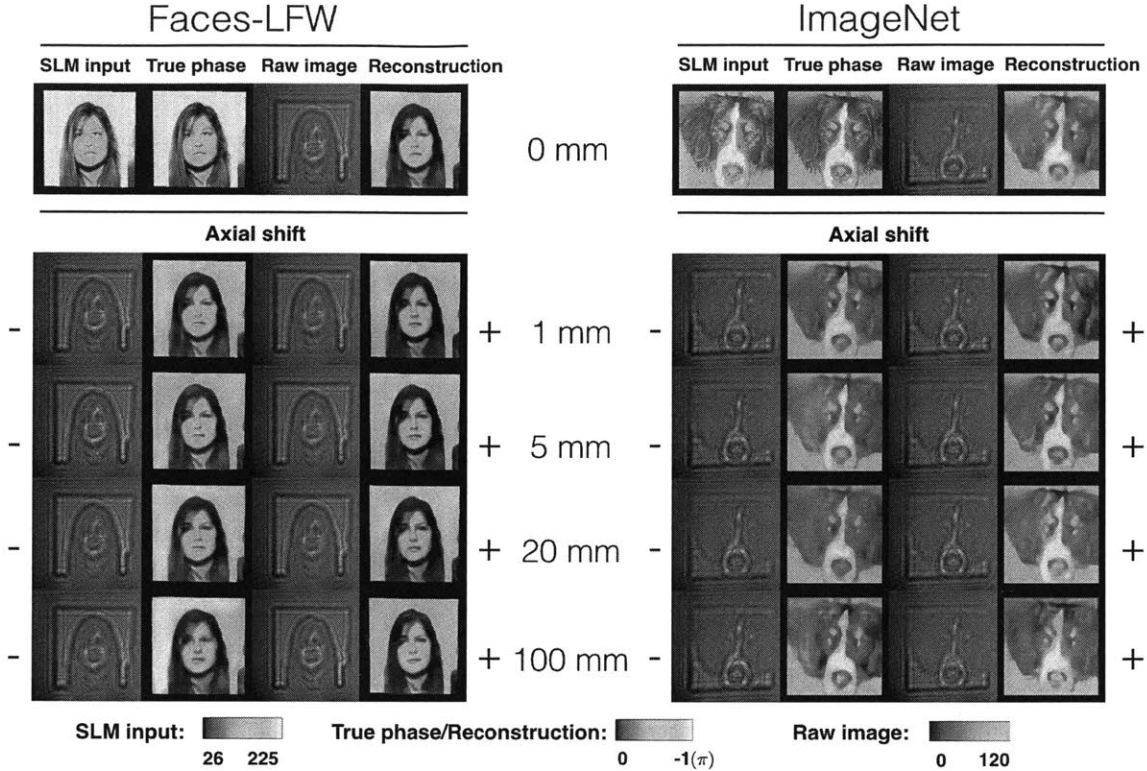 Faces-LFW
ImageNet
SLM input True phase Raw image Reconstruction
SLM input True phase Raw image Reconstruction
0 mm
Axial shift
Axial shift
- + 1 mm - +
- + 5 mm - +
- + 20 mm - +
- + 100 mm - +
SLM input:
26 225
True phase/Reconstruction:
0 -1(π)
Raw image:
0 120